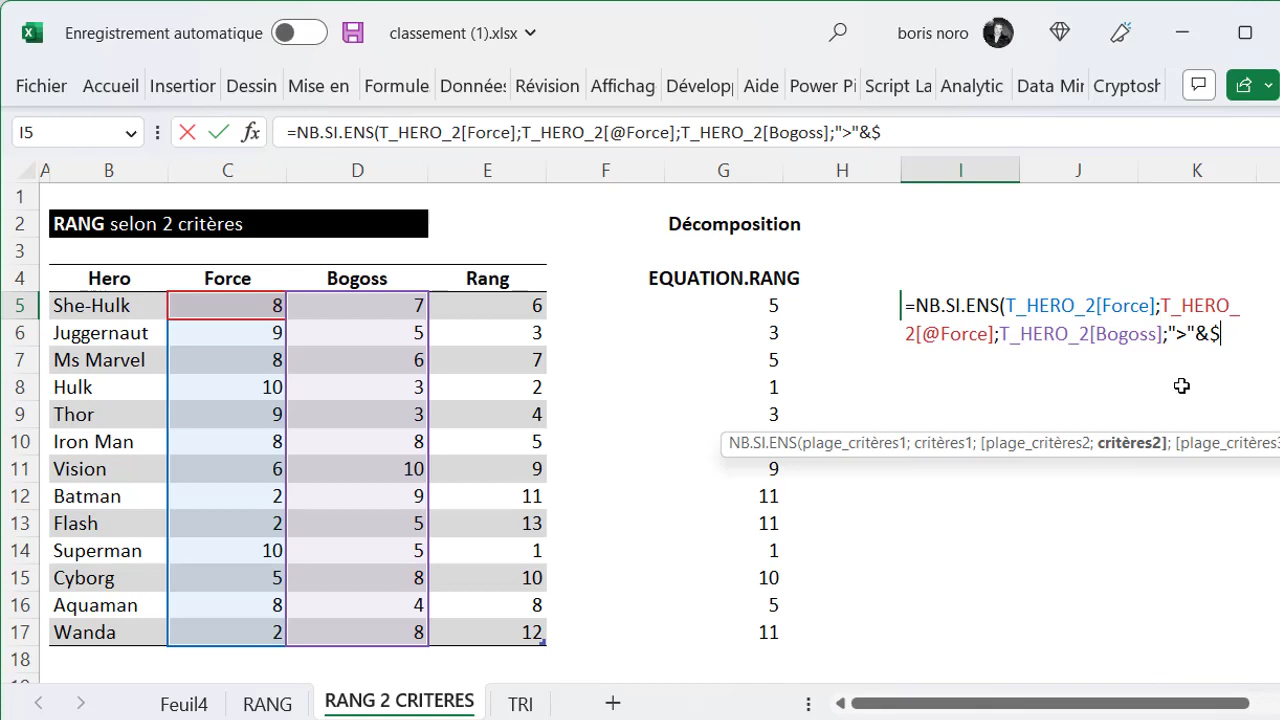 Enregistrement automatique
classement (1).xlsx
boris noro
Fichier Accueil Insertior Dessin Mise en Formule Données Révision Affichag Dévelop Aide Power Pi Script La Analytic Data Mir Cryptosh
I5
fx
=NB.SI.ENS(T_HERO_2[Force];T_HERO_2[@Force];T_HERO_2[Bogoss];">"&$
A B C D E F G H I J K
1
2 RANG selon 2 critères Décomposition
3
4 Hero Force Bogoss Rang EQUATION.RANG
5 She-Hulk 8 7 6 5 =NB.SI.ENS(T_HERO_2[Force];T_HERO_
2[@Force];T_HERO_2[Bogoss];">"&$
6 Juggernaut 9 5 3 3
7 Ms Marvel 8 6 7 5
8 Hulk 10 3 2 1
9 Thor 9 3 4 3
10 Iron Man 8 8 5
NB.SI.ENS(plage_critères1; critères1; [plage_critères2; critères2]; [plage_critères3
11 Vision 6 10 9 9
12 Batman 2 9 11 11
13 Flash 2 5 13 11
14 Superman 10 5 1 1
15 Cyborg 5 8 10 10
16 Aquaman 8 4 8 5
17 Wanda 2 8 12 11
18
Feuil4 RANG RANG 2 CRITERES TRI